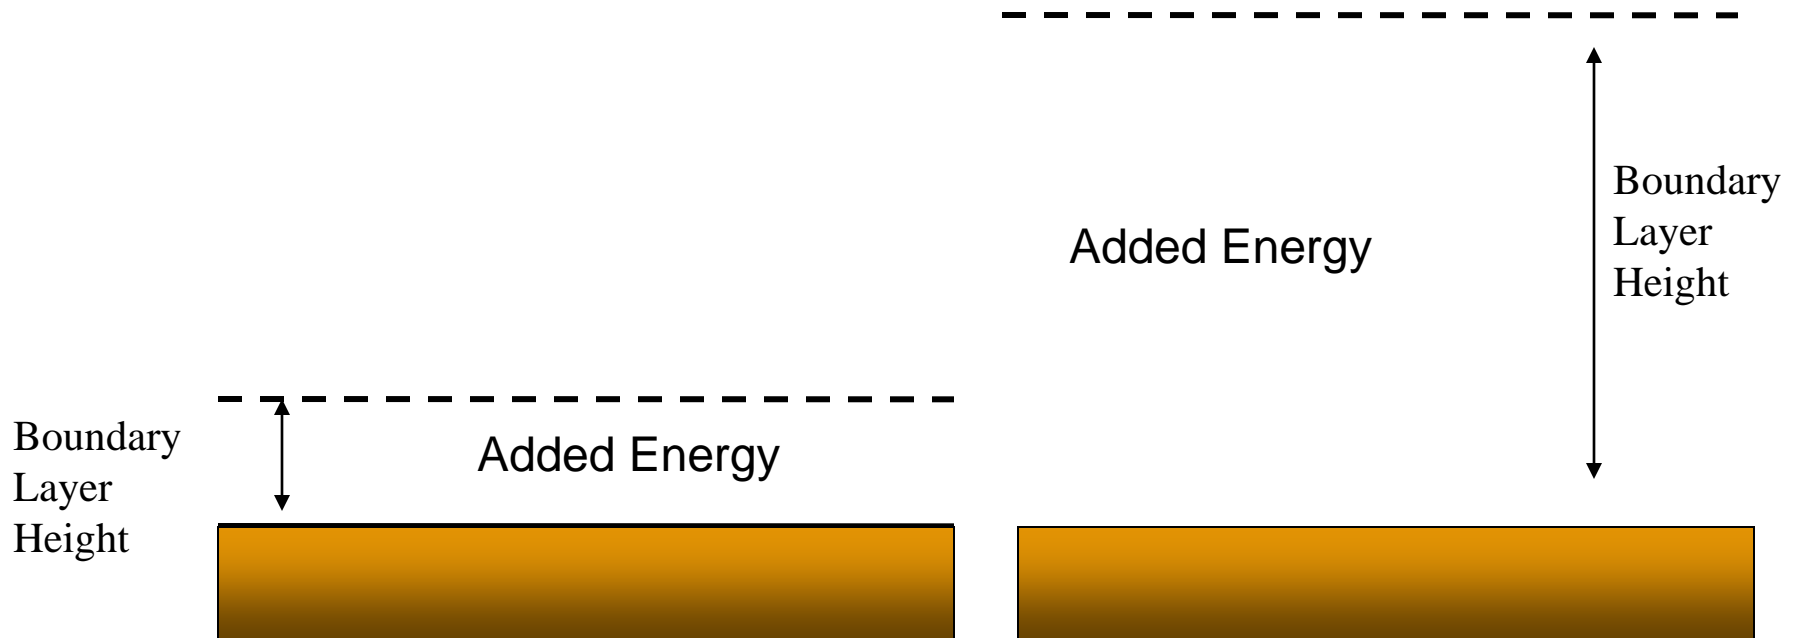 Boundary
Layer
Height
Added Energy
Added Energy
Boundary
Layer
Height